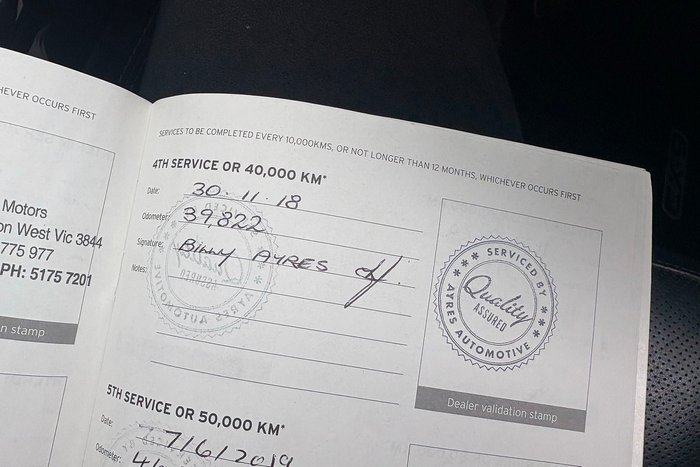 HEVER OCCURS FIRST
Motors
on West Vic 3844
775 977
PH: 5175 7201
n stamp
SERVICES TO BE COMPLETED EVERY 10,000KMS, OR NOT LONGER THAN 12 MONTHS, WHICHEVER OCCURS FIRST
4TH SERVICE OR 40,000 KM*
Date: 30·11·18
Odometer: 39,822
Signature: BILLY AYRES
Notes:
SERVICED BY
Quality
ASSURED
AYRES AUTOMOTIVE
Dealer validation stamp
5TH SERVICE OR 50,000 KM*
Date: 7/6/2019
Odometer: